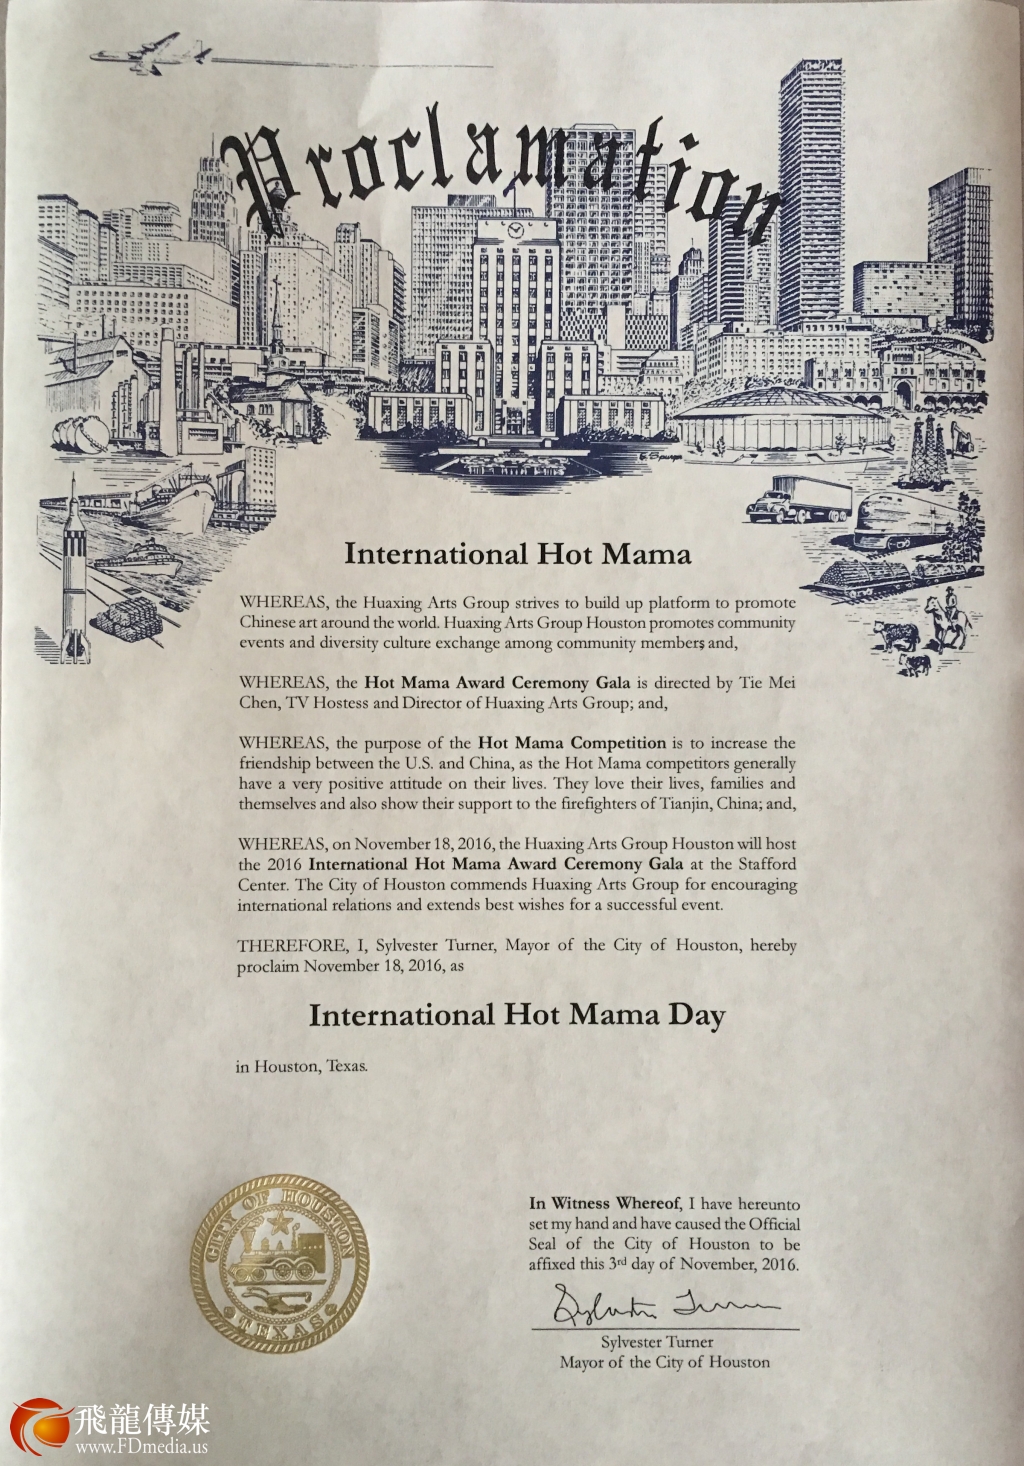 Proclamation
International Hot Mama
WHEREAS, the Huaxing Arts Group strives to build up platform to promote
Chinese art around the world. Huaxing Arts Group Houston promotes community
events and diversity culture exchange among community members and,
WHEREAS, the Hot Mama Award Ceremony Gala is directed by Tie Mei
Chen, TV Hostess and Director of Huaxing Arts Group; and,
WHEREAS, the purpose of the Hot Mama Competition is to increase the
friendship between the U.S. and China, as the Hot Mama competitors generally
have a very positive attitude on their lives. They love their lives, families and
themselves and also show their support to the firefighters of Tianjin, China; and,
WHEREAS, on November 18, 2016, the Huaxing Arts Group Houston will host
the 2016 International Hot Mama Award Ceremony Gala at the Stafford
Center. The City of Houston commends Huaxing Arts Group for encouraging
international relations and extends best wishes for a successful event.
THEREFORE, I, Sylvester Turner, Mayor of the City of Houston, hereby
proclaim November 18, 2016, as
International Hot Mama Day
in Houston, Texas.
CITY OF HOUSTON
TEXAS
In Witness Whereof, I have hereunto
set my hand and have caused the Official
Seal of the City of Houston to be
affixed this 3rd day of November, 2016.
Sylvester Turner
Sylvester Turner
Mayor of the City of Houston
飛龍傳媒
www.FDmedia.us